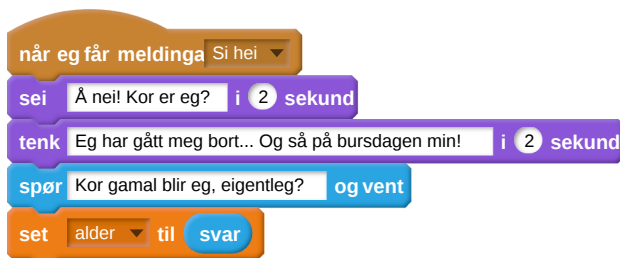 når eg får meldinga Si hei
sei Å nei! Kor er eg? i 2 sekund
tenk Eg har gått meg bort... Og så på bursdagen min! i 2 sekund
spør Kor gamal blir eg, eigentleg? og vent
set alder til svar